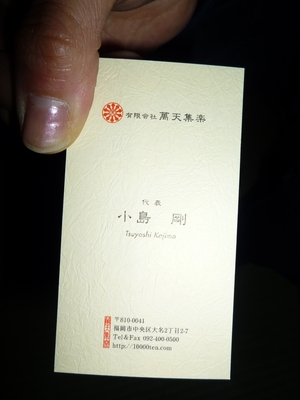 有限会社 萬天集楽
代表
小島 剛
Tsuyoshi Kojima
〒810-0041
福岡市中央区大名2丁目2-7
Tel & Fax 092-400-0500
http://10000ten.com/